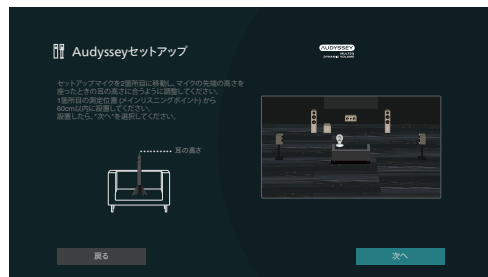 Audysseyセットアップ
AUDYSSEY
MULTEQ
DYNAMIC VOLUME
セットアップマイクを2箇所目に移動し、マイクの先端の高さを
座ったときの耳の高さに合うように調整してください。
1箇所目の測定位置 (メインリスニングポイント) から
60cm以内に設置してください。
設置したら、"次へ"を選択してください。
耳の高さ
戻る
次へ